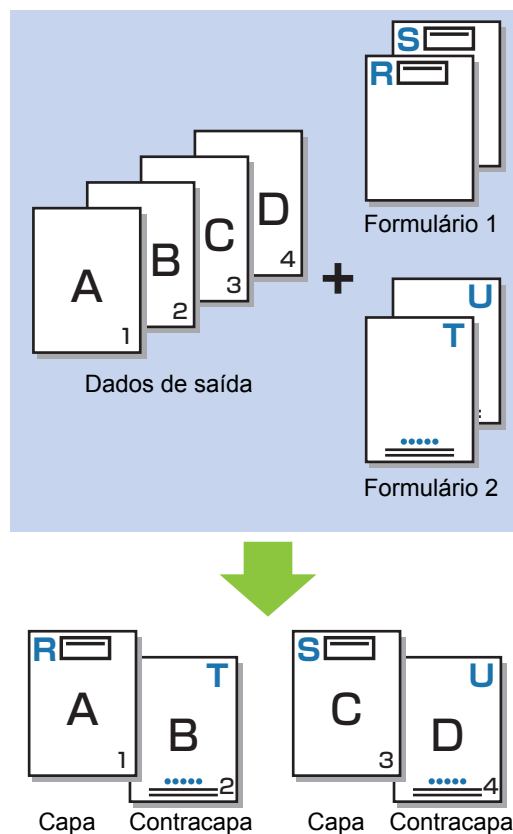 S
R
Formulário 1
D
C
B
A
4
3
2
1
+
Dados de saída
U
T
Formulário 2
R
T
A
B
1
2
S
U
C
D
3
4
Capa
Contracapa
Capa
Contracapa